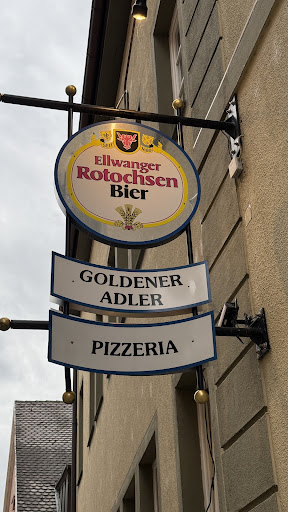 Ellwanger
Rotochsen
Bier
GOLDENER
ADLER
PIZZERIA